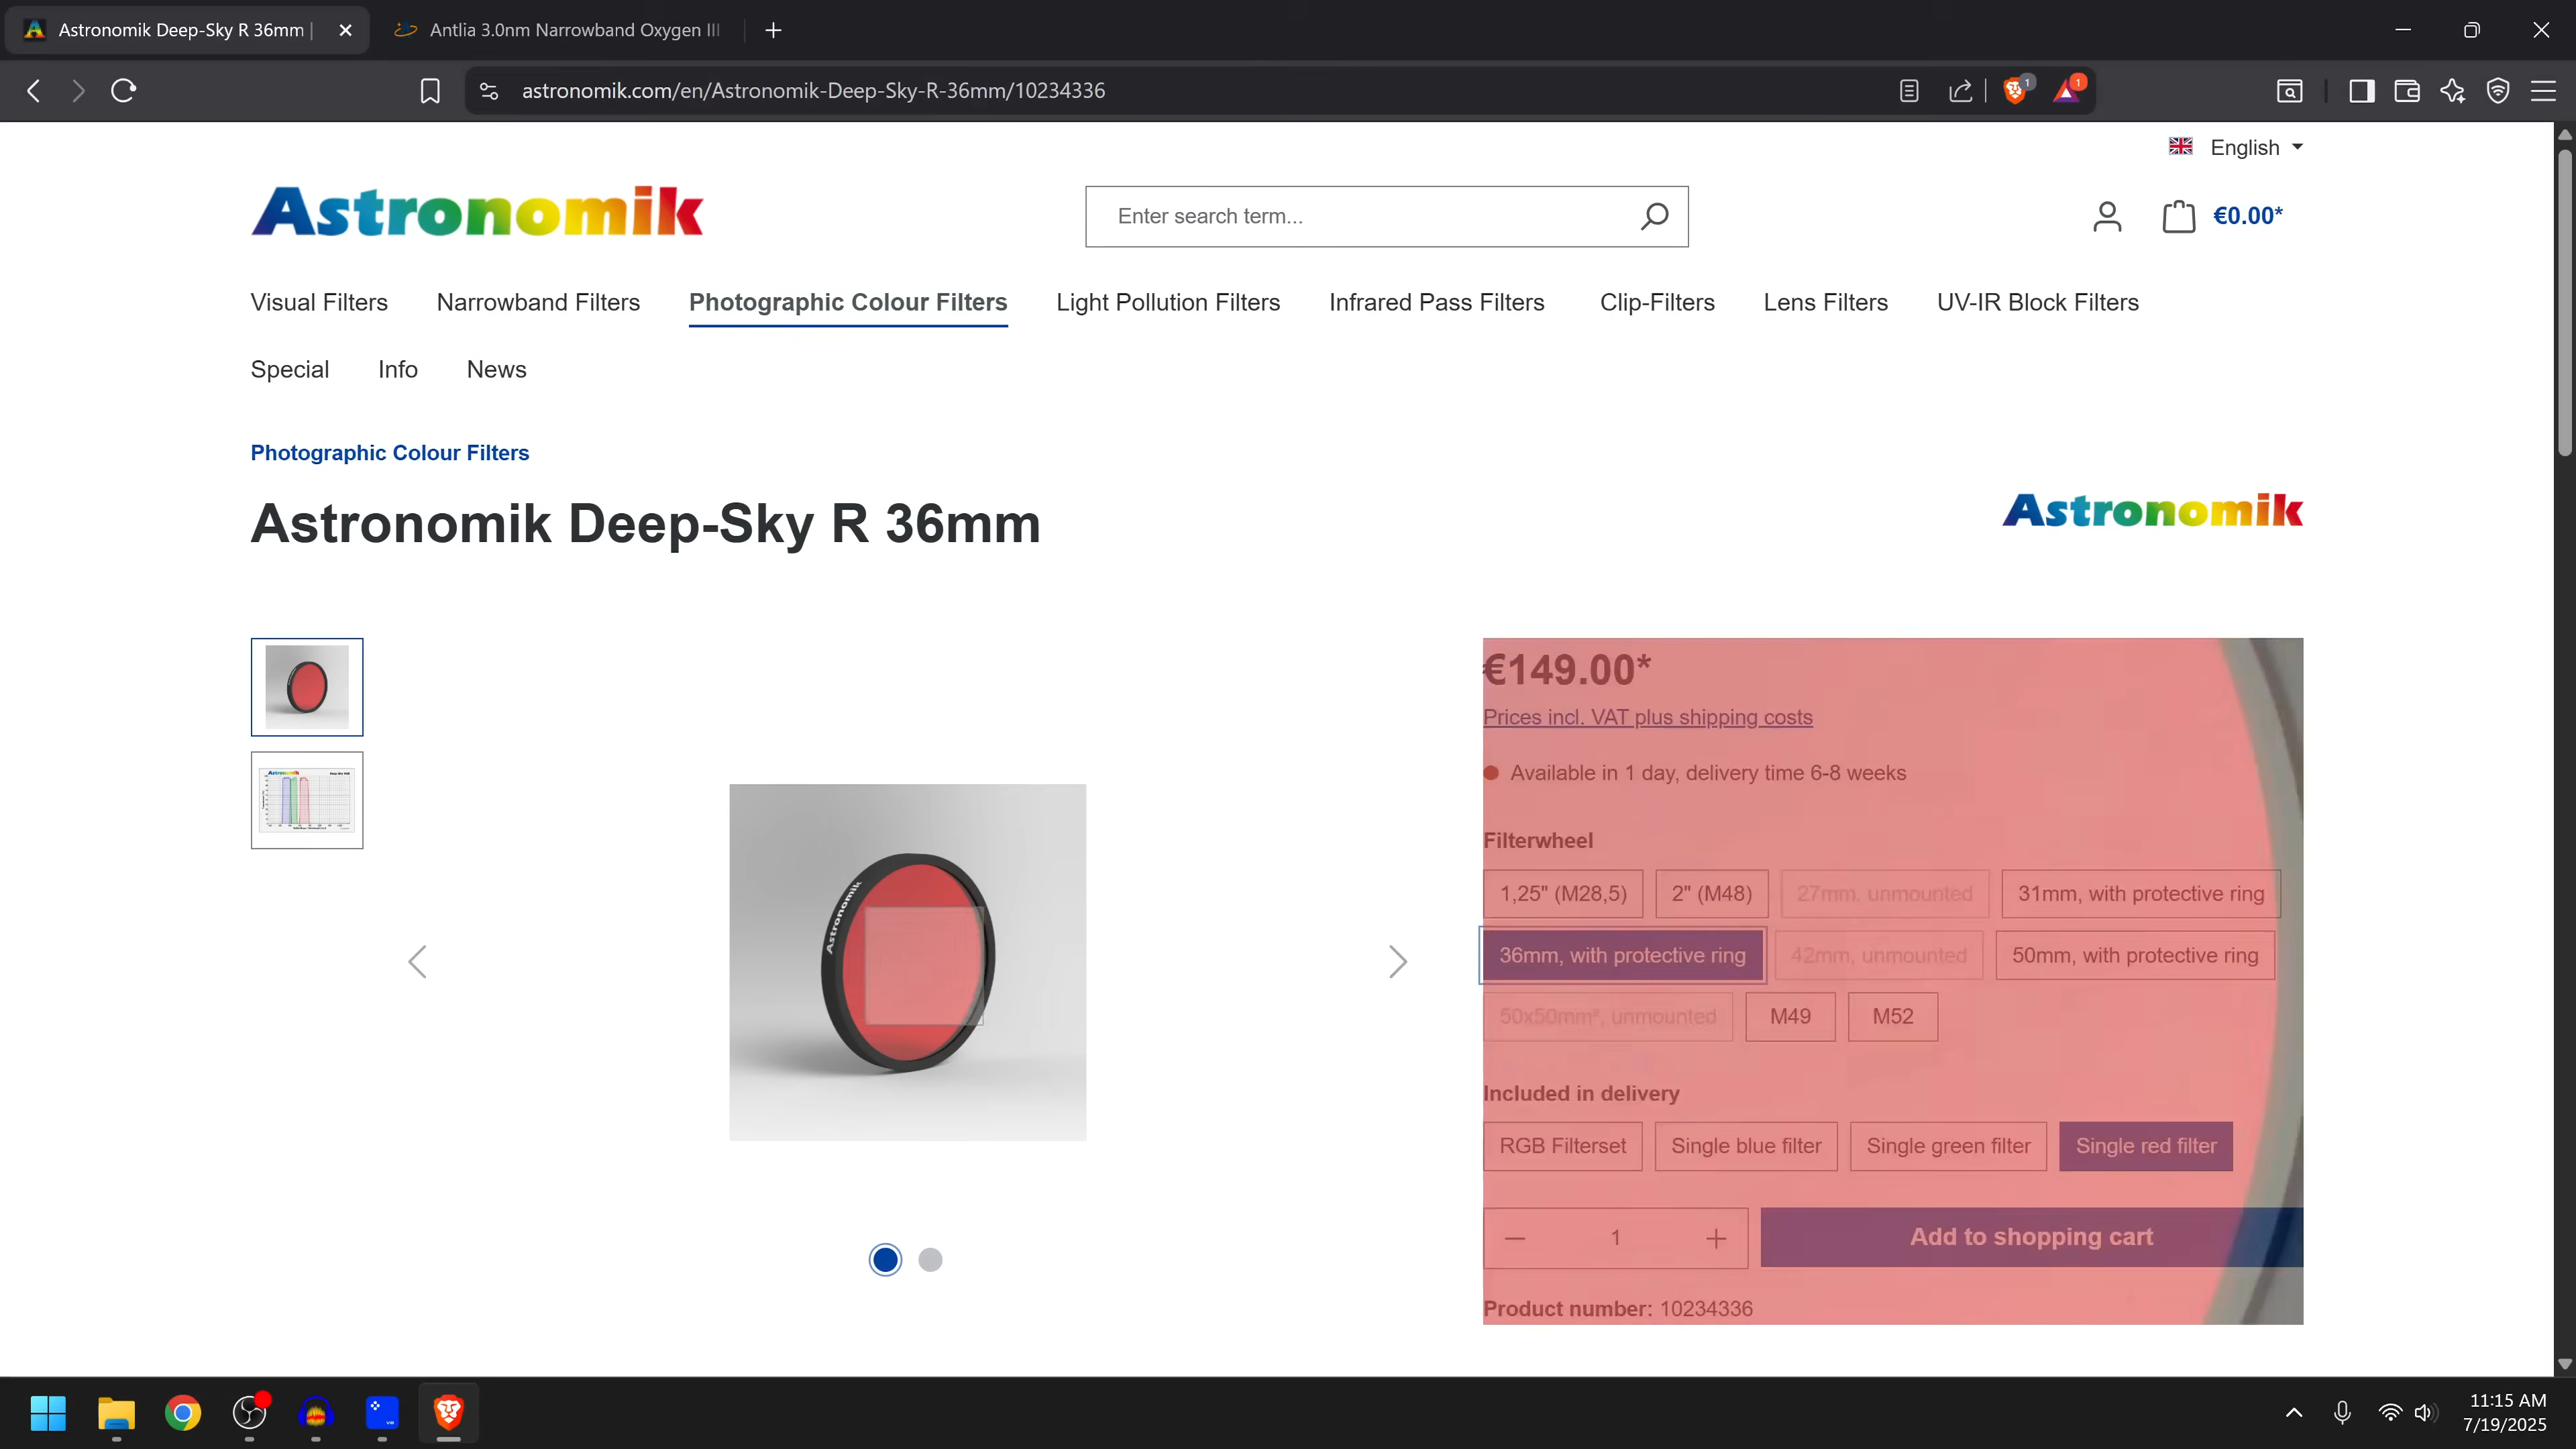 Astronomik Deep-Sky R 36mm |
Antlia 3.0nm Narrowband Oxygen III
astronomik.com/en/Astronomik-Deep-Sky-R-36mm/10234336
1
1
English
Astronomik
Enter search term...
€0.00*
Visual Filters
Narrowband Filters
Photographic Colour Filters
Light Pollution Filters
Infrared Pass Filters
Clip-Filters
Lens Filters
UV-IR Block Filters
Special
Info
News
Photographic Colour Filters
Astronomik Deep-Sky R 36mm
Astronomik
Astronomik
Astronomik
€149.00*
Prices incl. VAT plus shipping costs
Available in 1 day, delivery time 6-8 weeks
Filterwheel
1,25" (M28,5)
2" (M48)
27mm, unmounted
31mm, with protective ring
36mm, with protective ring
42mm, unmounted
50mm, with protective ring
50x50mm², unmounted
M49
M52
Included in delivery
RGB Filterset
Single blue filter
Single green filter
Single red filter
1
Add to shopping cart
Product number: 10234336
11:15 AM
7/19/2025